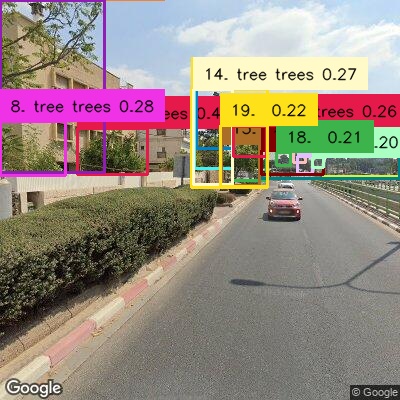 14. tree trees 0.27
8. tree trees 0.28
ees 0.4
19. 0.22
trees 0.26
18. 0.21
.20
Google
© Google